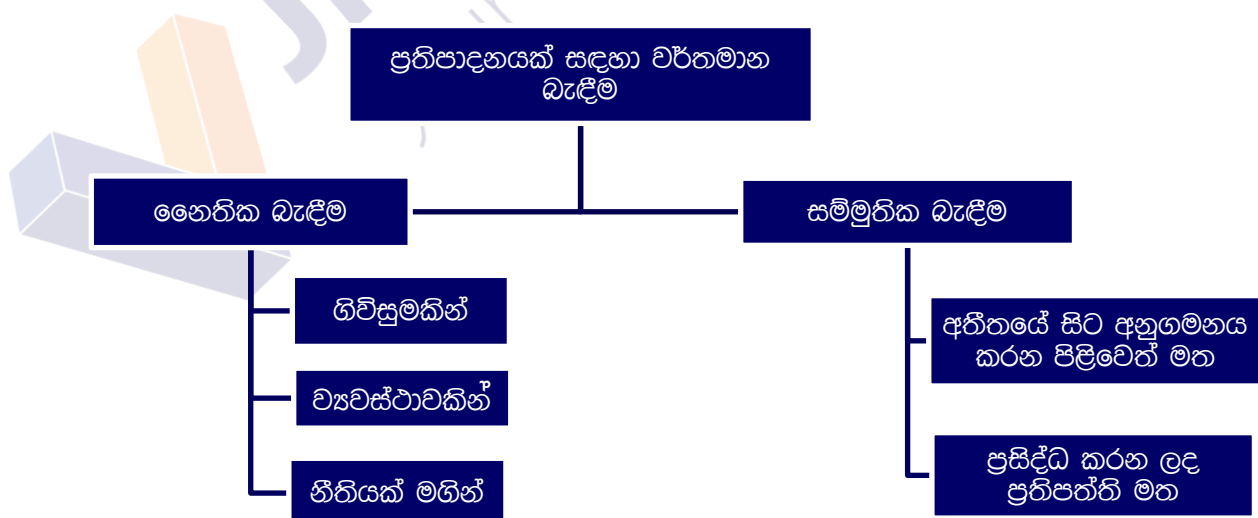 ප්‍රතිපාදනයක් සඳහා වර්තමාන
බැඳීම
නෛතික බැඳීම
සම්මුතික බැඳීම
ගිවිසුමකින්
ව්‍යවස්ථාවකින්
නීතියක් මගින්
අතීතයේ සිට අනුගමනය
කරන පිළිවෙත් මත
ප්‍රසිද්ධ කරන ලද
ප්‍රතිපත්ති මත